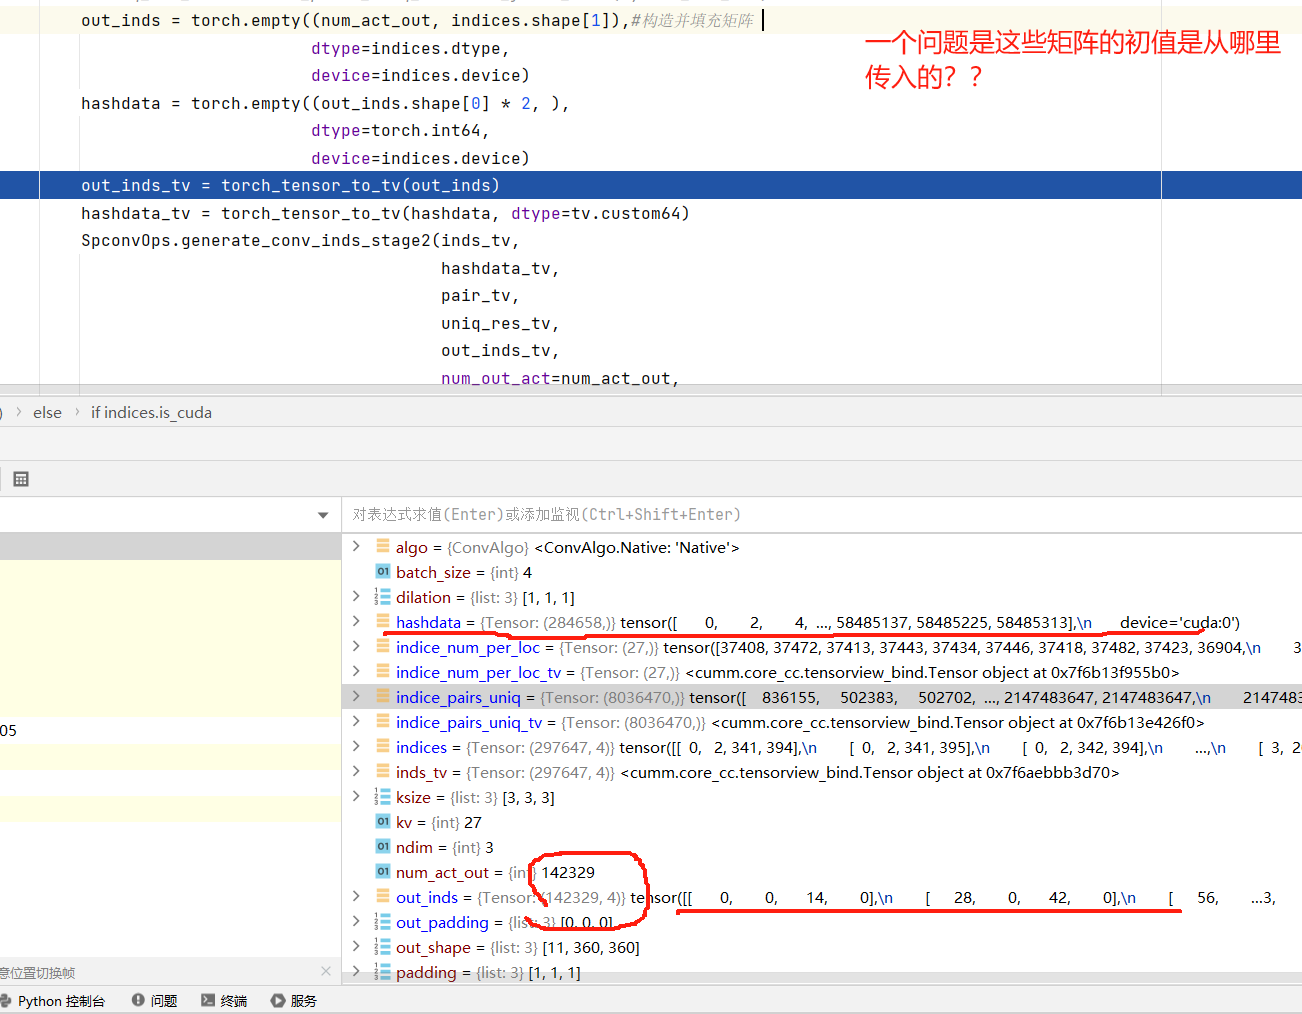 out_inds = torch.empty((num_act_out, indices.shape[1]),#构造并填充矩阵
一个问题是这些矩阵的初值是从哪里
传入的？？
dtype=indices.dtype,
device=indices.device)
hashdata = torch.empty((out_inds.shape[0] * 2, ),
dtype=torch.int64,
device=indices.device)
out_inds_tv = torch_tensor_to_tv(out_inds)
hashdata_tv = torch_tensor_to_tv(hashdata, dtype=tv.custom64)
SpconvOps.generate_conv_inds_stage2(inds_tv,
hashdata_tv,
pair_tv,
uniq_res_tv,
out_inds_tv,
num_out_act=num_act_out,
) › else › if indices.is_cuda
对表达式求值(Enter)或添加监视(Ctrl+Shift+Enter)
algo = {ConvAlgo} <ConvAlgo.Native: 'Native'>
batch_size = {int} 4
dilation = {list: 3} [1, 1, 1]
hashdata = {Tensor: (284658,)} tensor([ 0, 2, 4, ..., 58485137, 58485225, 58485313],\n device='cuda:0')
indice_num_per_loc = {Tensor: (27,)} tensor([37408, 37472, 37413, 37443, 37434, 37446, 37418, 37482, 37423, 36904,\n 3
indice_num_per_loc_tv = {Tensor: (27,)} <cumm.core_cc.tensorview_bind.Tensor object at 0x7f6b13f955b0>
indice_pairs_uniq = {Tensor: (8036470,)} tensor([ 836155, 502383, 502702, ..., 2147483647, 2147483647,\n 2147483
indice_pairs_uniq_tv = {Tensor: (8036470,)} <cumm.core_cc.tensorview_bind.Tensor object at 0x7f6b13e426f0>
indices = {Tensor: (297647, 4)} tensor([[ 0, 2, 341, 394],\n [ 0, 2, 341, 395],\n [ 0, 2, 342, 394],\n ...,\n [ 3, 2
inds_tv = {Tensor: (297647, 4)} <cumm.core_cc.tensorview_bind.Tensor object at 0x7f6aebbb3d70>
ksize = {list: 3} [3, 3, 3]
kv = {int} 27
ndim = {int} 3
num_act_out = {int} 142329
out_inds = {Tensor: (142329, 4)} tensor([[ 0, 0, 14, 0],\n [ 28, 0, 42, 0],\n [ 56, ...3,
out_padding = {list: 3} [0, 0, 0]
out_shape = {list: 3} [11, 360, 360]
padding = {list: 3} [1, 1, 1]
05
意位置切换帧
Python 控制台 问题 终端 服务